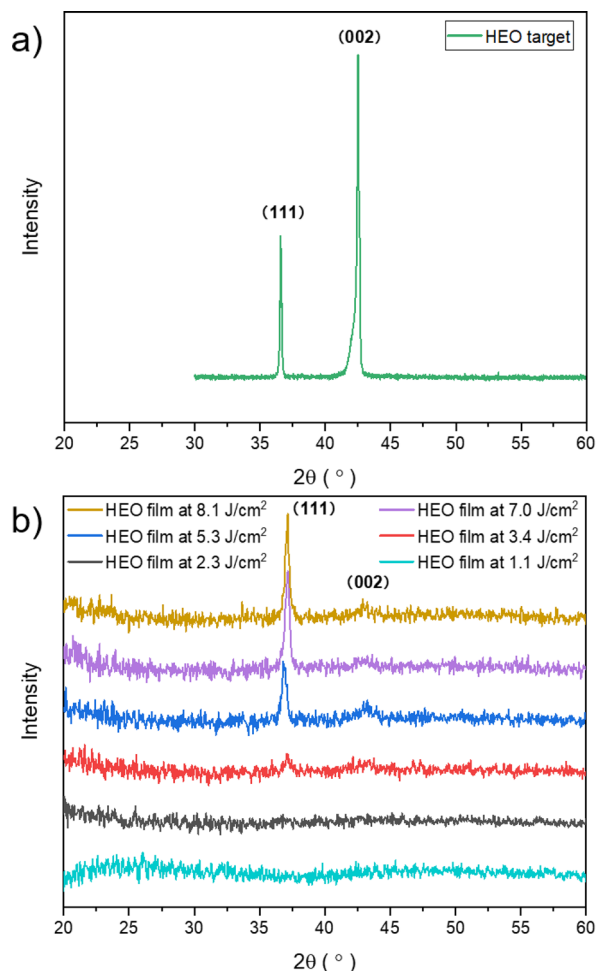 a)
(002)
HEO target
(111)
Intensity
20 25 30 35 40 45 50 55 60
2θ ( ° )
b)
HEO film at 8.1 J/cm² (111) HEO film at 7.0 J/cm²
HEO film at 5.3 J/cm² HEO film at 3.4 J/cm²
HEO film at 2.3 J/cm² (002) HEO film at 1.1 J/cm²
Intensity
20 25 30 35 40 45 50 55 60
2θ ( ° )